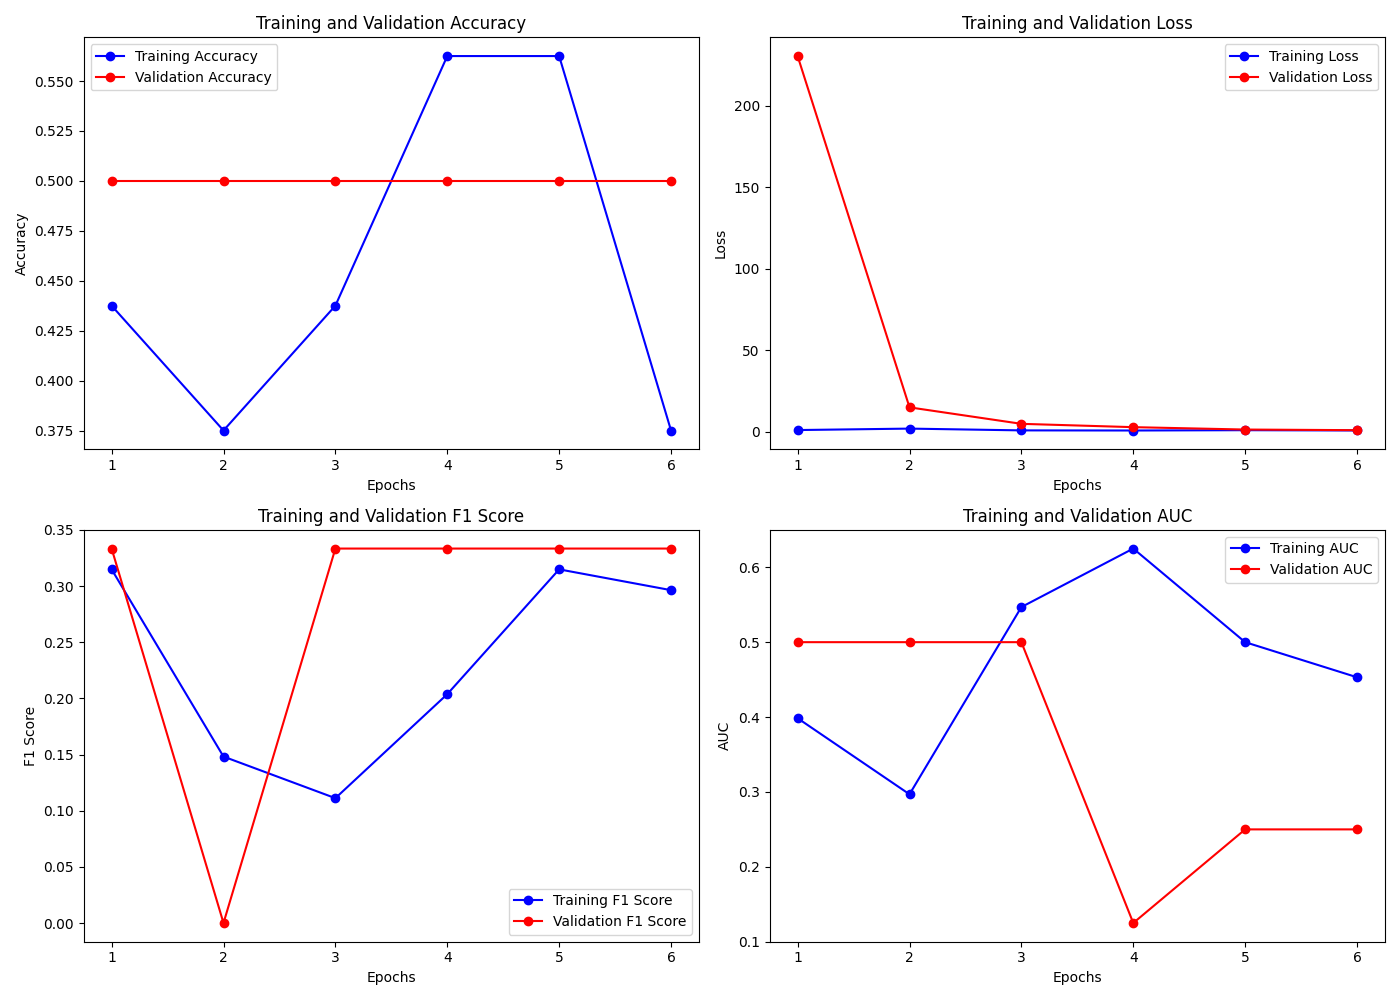 Training and Validation Accuracy
Training Accuracy
Validation Accuracy
0.550
0.525
0.500
0.475
0.450
0.425
0.400
0.375
Accuracy
1 2 3 4 5 6
Epochs
Training and Validation Loss
Training Loss
Validation Loss
200
150
100
50
0
Loss
1 2 3 4 5 6
Epochs
Training and Validation F1 Score
0.35
0.30
0.25
0.20
0.15
0.10
0.05
0.00
F1 Score
Training F1 Score
Validation F1 Score
1 2 3 4 5 6
Epochs
Training and Validation AUC
Training AUC
Validation AUC
0.6
0.5
0.4
0.3
0.2
0.1
AUC
1 2 3 4 5 6
Epochs